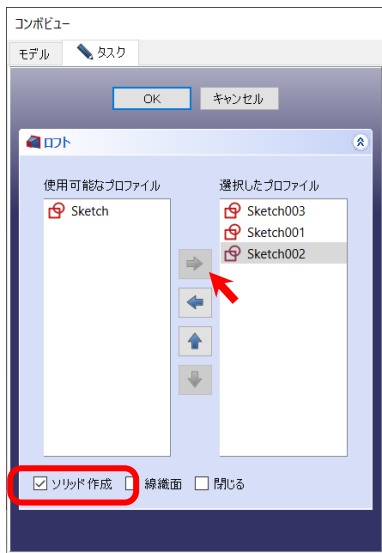 コンボビュー
モデル タスク
OK キャンセル
ロフト
使用可能なプロファイル 選択したプロファイル
Sketch Sketch003
Sketch001
Sketch002
ソリッド作成 線織面 閉じる